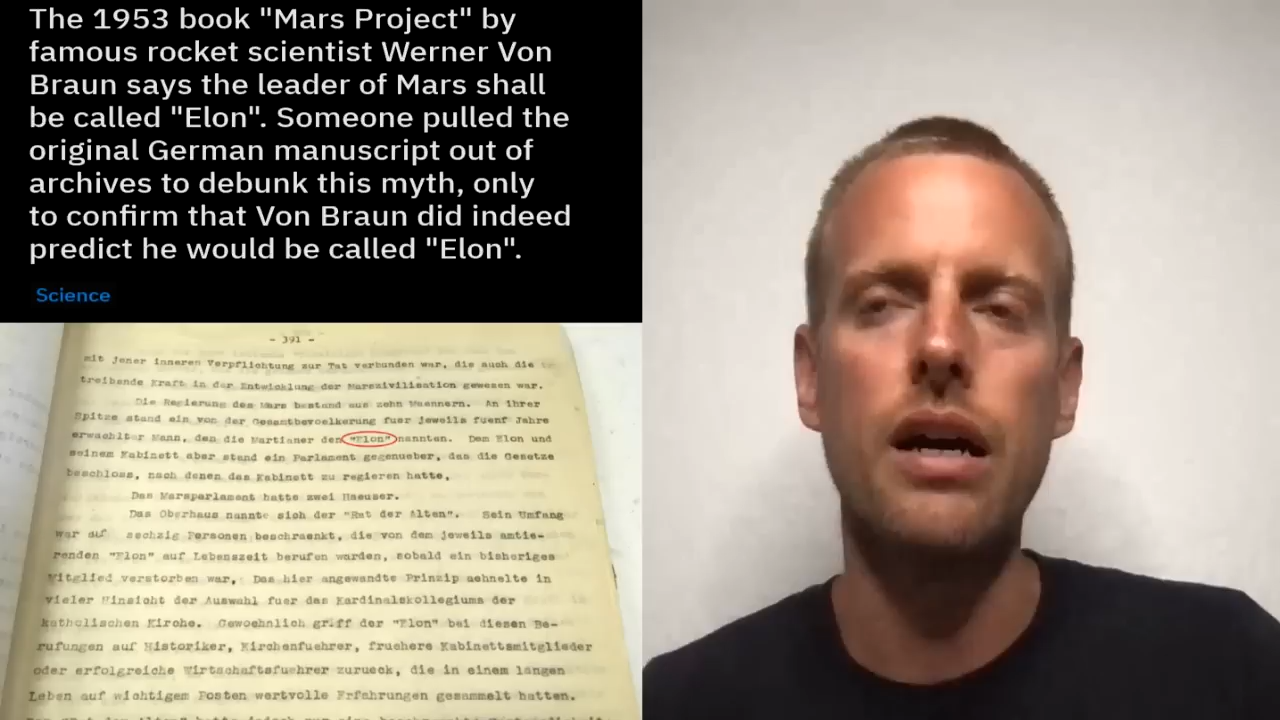 The 1953 book "Mars Project" by
famous rocket scientist Werner Von
Braun says the leader of Mars shall
be called "Elon". Someone pulled the
original German manuscript out of
archives to debunk this myth, only
to confirm that Von Braun did indeed
predict he would be called "Elon".
Science
- 391 -
mit jener inneren Verpflichtung zur Tat verbunden war, die auch die
treibende Kraft in der Entwicklung der Marszivilisation gewesen war.
Die Regierung des Mars bestand aus zehn Maennern. An ihrer
Spitze stand ein von der Gesamtbevoelkerung fuer jeweils fuenf Jahre
erwaehlter Mann, den die Martianer den "Elon" nannten. Dem Elon und
seinem Kabinett aber stand ein Parlament gegenueber, das die Gesetze
beschloss, nach denen das Kabinett zu regieren hatte,
Das Marsparlament hatte zwei Haeuser.
Das Oberhaus nannte sich der "Rat der Alten". Sein Umfang
war auf sechzig Personen beschraenkt, die von dem jeweils amtie-
renden "Elon" auf Lebenszeit berufen wurden, sobald ein bisheriges
Mitglied verstorben war, Das hier angewandte Prinzip aehnelte in
vieler Hinsicht der Auswahl fuer das Kardinalskollegiums der
katholischen Kirche. Gewoehnlich griff der "Elon" bei diesen Be-
rufungen auf Historiker, Kirchenfuehrer, fruehere Kabinettsmitglieder
oder erfolgreiche Wirtschaftsfuehrer zurueck, die in einem langen
Leben auf wichtigem Posten wertvolle Erfahrungen gesammelt hatten.